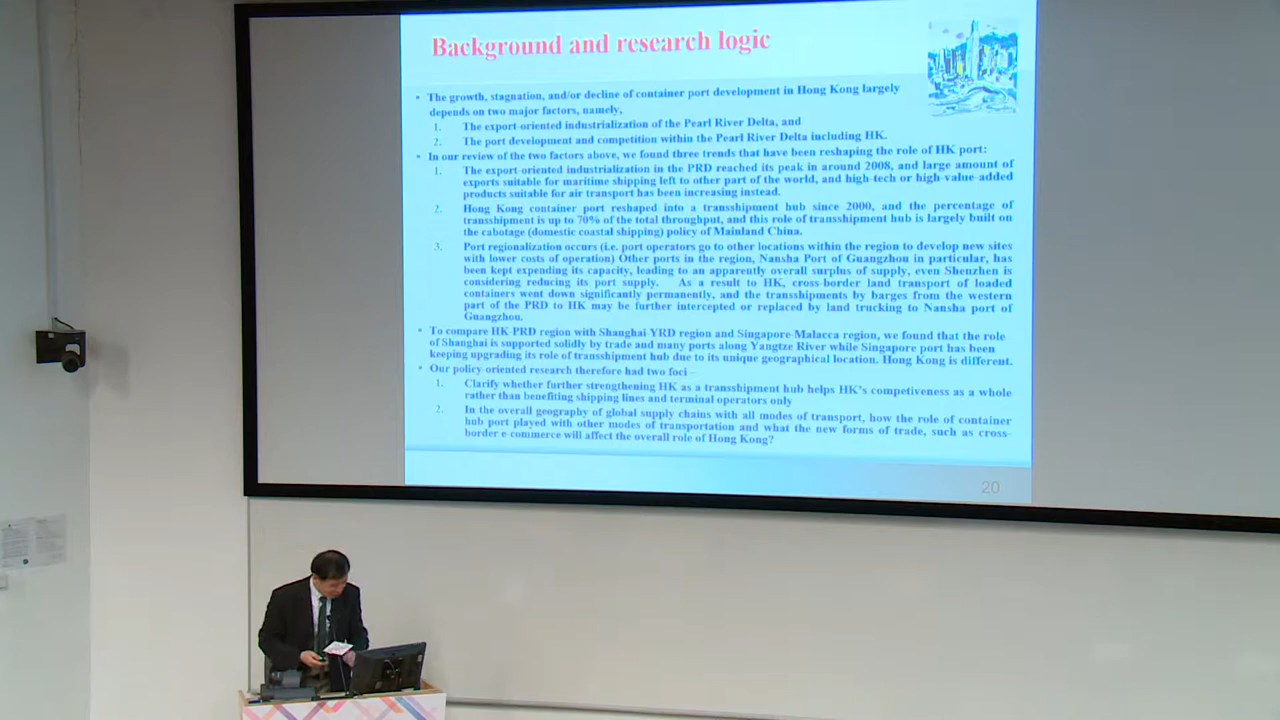 Background and research logic
• The growth, stagnation, and/or decline of container port development in Hong Kong largely
depends on two major factors, namely,
1. The export-oriented industrialization of the Pearl River Delta, and
2. The port development and competition within the Pearl River Delta including HK.
• In our review of the two factors above, we found three trends that have been reshaping the role of HK port:
1. The export-oriented industrialization in the PRD reached its peak in around 2008, and large amount of
exports suitable for maritime shipping left to other part of the world, and high-tech or high-value-added
products suitable for air transport has been increasing instead.
2. Hong Kong container port reshaped into a transshipment hub since 2000, and the percentage of
transshipment is up to 70% of the total throughput, and this role of transshipment hub is largely built on
the cabotage (domestic coastal shipping) policy of Mainland China.
3. Port regionalization occurs (i.e. port operators go to other locations within the region to develop new sites
with lower costs of operation) Other ports in the region, Nansha Port of Guangzhou in particular, has
been kept expending its capacity, leading to an apparently overall surplus of supply, even Shenzhen is
considering reducing its port supply. As a result to HK, cross-border land transport of loaded
containers went down significantly permanently, and the transshipments by barges from the western
part of the PRD to HK may be further intercepted or replaced by land trucking to Nansha port of
Guangzhou.
• To compare HK-PRD region with Shanghai-YRD region and Singapore-Malacca region, we found that the role
of Shanghai is supported solidly by trade and many ports along Yangtze River while Singapore port has been
keeping upgrading its role of transshipment hub due to its unique geographical location. Hong Kong is different.
• Our policy-oriented research therefore had two foci –
1. Clarify whether further strengthening HK as a transshipment hub helps HK's competiveness as a whole
rather than benefiting shipping lines and terminal operators only
2. In the overall geography of global supply chains with all modes of transport, how the role of container
hub port played with other modes of transportation and what the new forms of trade, such as cross-
border e-commerce will affect the overall role of Hong Kong?
20